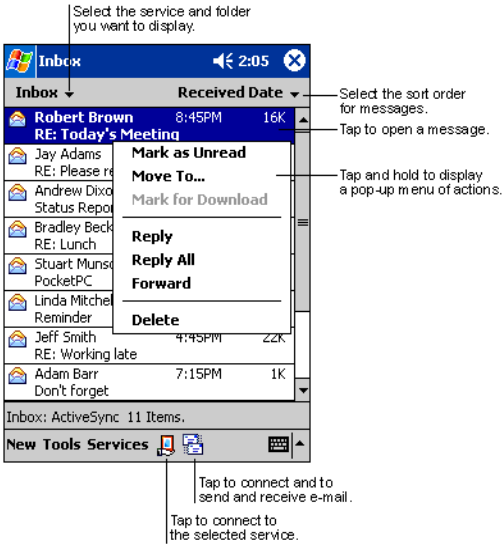 Select the service and folder
you want to display.
Inbox
2:05
Inbox
Received Date
Select the sort order
for messages.
Robert Brown 8:45PM 16K
RE: Today's Meeting
Tap to open a message.
Jay Adams
RE: Please re
Mark as Unread
Move To...
Mark for Download
Reply
Reply All
Forward
Delete
Tap and hold to display
a pop-up menu of actions.
Andrew Dixo
Status Repor
Bradley Beck
RE: Lunch
Stuart Munso
PocketPC
Linda Mitchel
Reminder
Jeff Smith 4:45PM 22K
RE: Working late
Adam Barr 7:15PM 1K
Don't forget
Inbox: ActiveSync 11 Items.
New Tools Services
Tap to connect and to
send and receive e-mail.
Tap to connect to
the selected service.